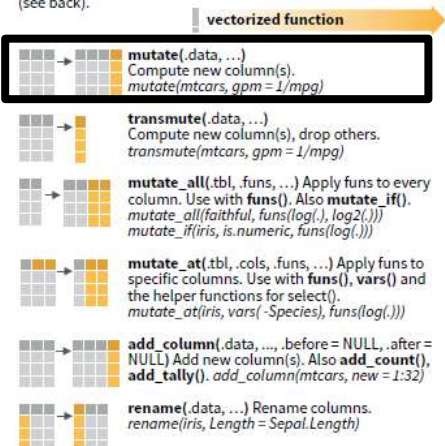 (see back).
vectorized function
mutate(.data, …)
Compute new column(s).
mutate(mtcars, gpm = 1/mpg)
transmute(.data, …)
Compute new column(s), drop others.
transmute(mtcars, gpm = 1/mpg)
mutate_all(.tbl, .funs, …) Apply funs to every
column. Use with funs(). Also mutate_if().
mutate_all(faithful, funs(log(.), log2(.)))
mutate_if(iris, is.numeric, funs(log(.)))
mutate_at(.tbl, .cols, .funs, …) Apply funs to
specific columns. Use with funs(), vars() and
the helper functions for select().
mutate_at(iris, vars( -Species), funs(log(.)))
add_column(.data, ..., .before = NULL, .after =
NULL) Add new column(s). Also add_count(),
add_tally(). add_column(mtcars, new = 1:32)
rename(.data, …) Rename columns.
rename(iris, Length = Sepal.Length)